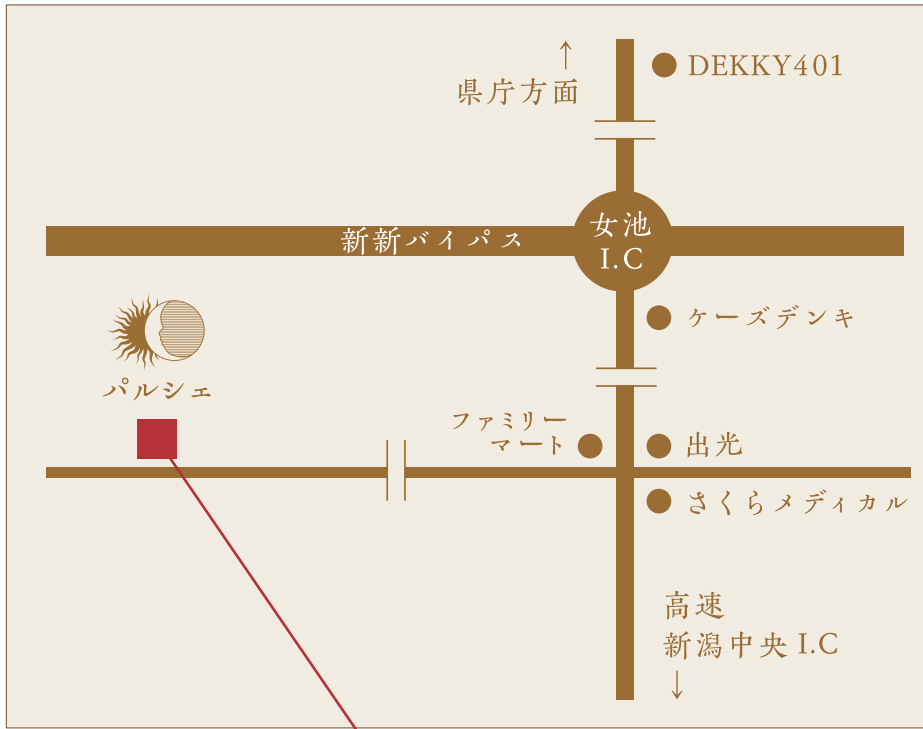 DEKKY401
↑
県庁方面
新新バイパス
女池
I.C
ケーズデンキ
パルシェ
ファミリー
マート
出光
さくらメディカル
高速
新潟中央 I.C
↓